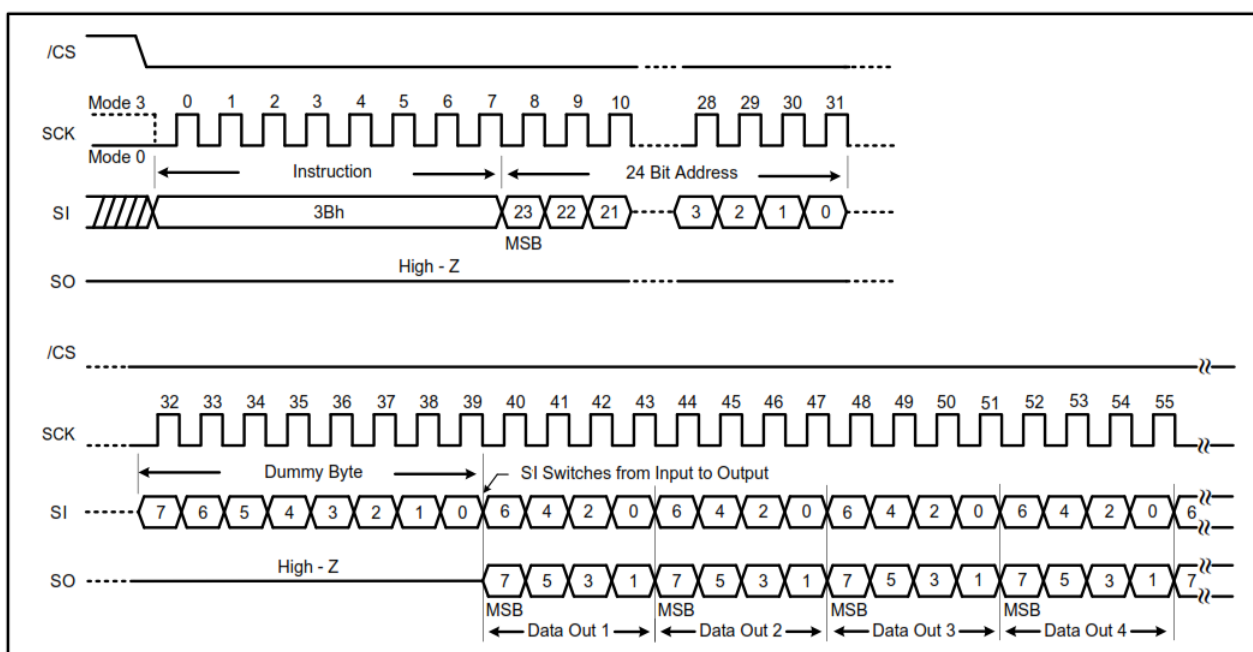 /CS
Mode 3 0 1 2 3 4 5 6 7 8 9 10 28 29 30 31
SCK
Mode 0
Instruction 24 Bit Address
SI 3Bh 23 22 21 3 2 1 0
MSB
High - Z
SO
/CS
32 33 34 35 36 37 38 39 40 41 42 43 44 45 46 47 48 49 50 51 52 53 54 55
SCK
Dummy Byte SI Switches from Input to Output
SI 7 6 5 4 3 2 1 0 6 4 2 0 6 4 2 0 6 4 2 0 6 4 2 0 6
High - Z
SO 7 5 3 1 7 5 3 1 7 5 3 1 7 5 3 1 7
MSB MSB MSB MSB
Data Out 1 Data Out 2 Data Out 3 Data Out 4